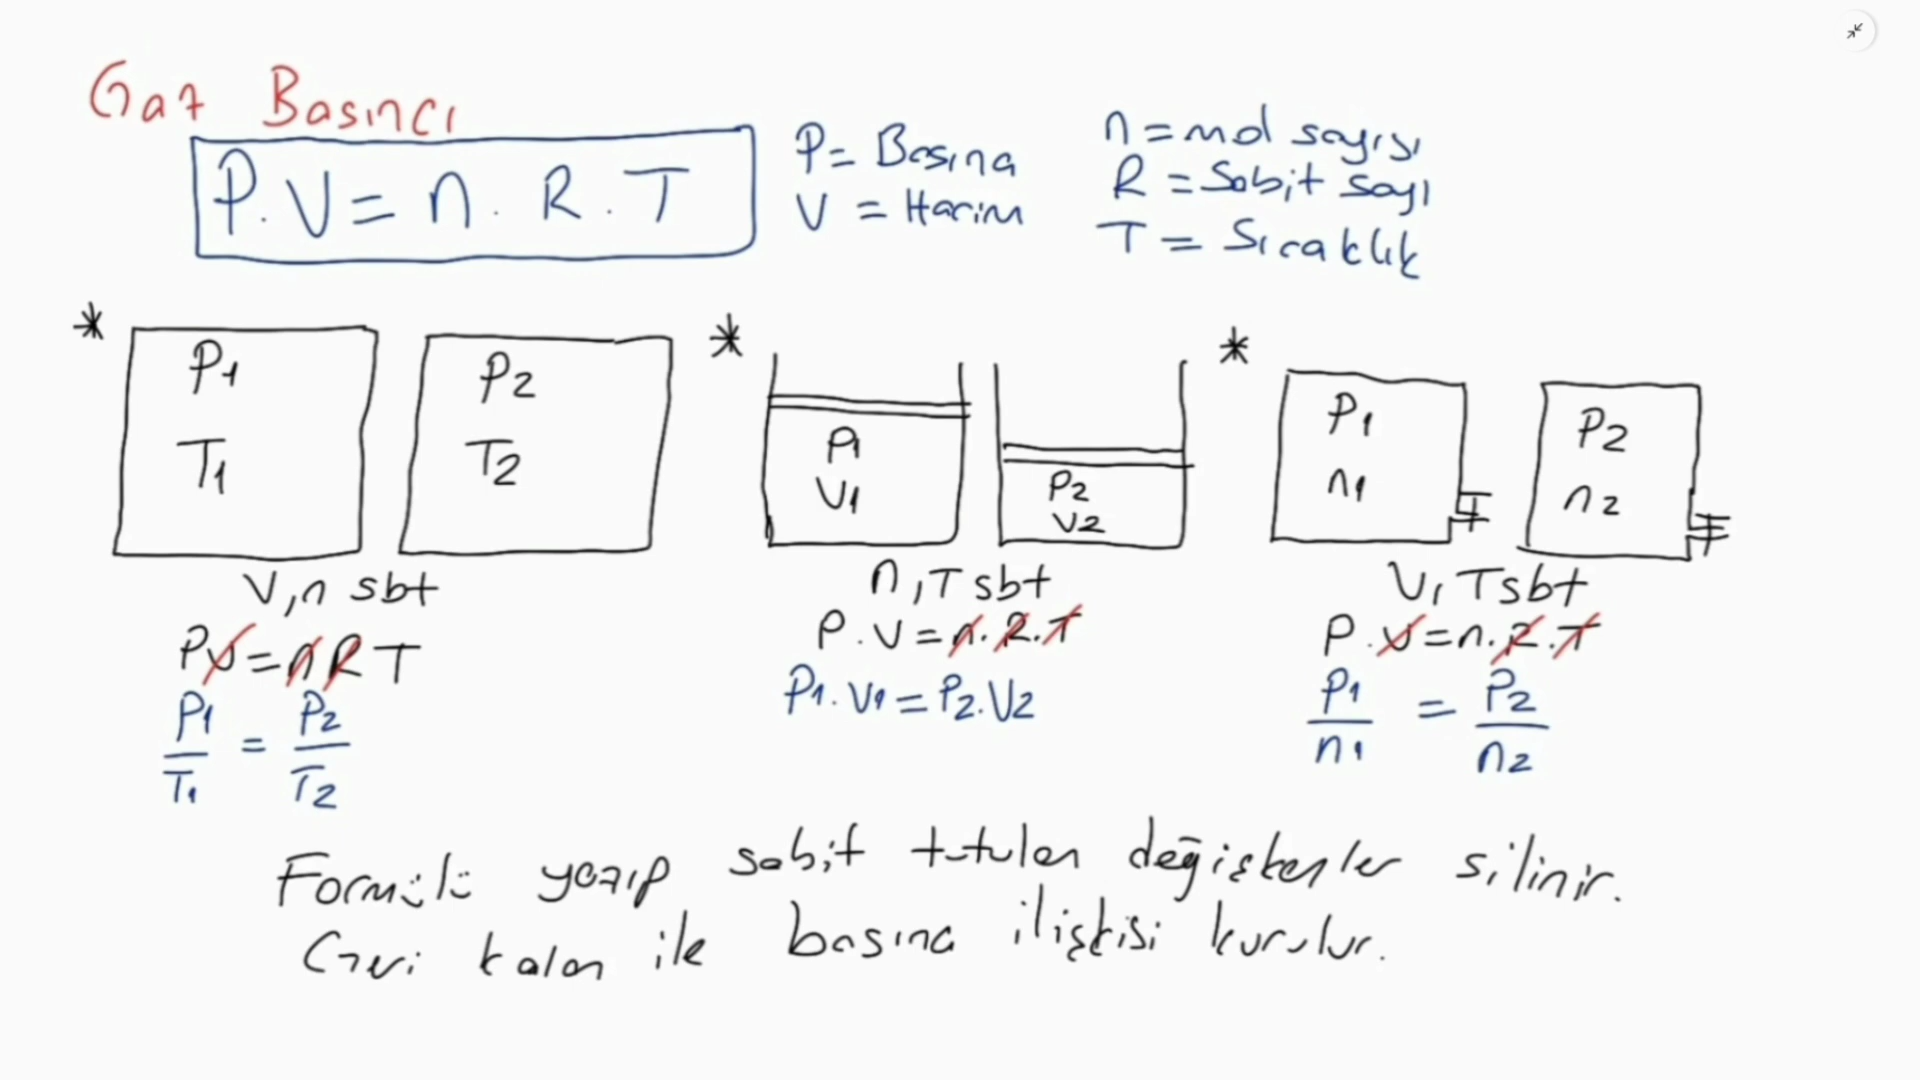 Gaz Basıncı
P.V = n.R.T
P = Basınç
V = Hacim
n = mol sayısı
R = Sabit sayı
T = Sıcaklık
* P1 T1
P2 T2
V,n sbt
PV = nRT
P1/T1 = P2/T2
* P1 V1
P2 V2
n,T sbt
P.V = n.R.T
P1.V1 = P2.V2
* P1 n1
P2 n2
V,T sbt
P.V = n.R.T
P1/n1 = P2/n2
Formülü yazıp sabit tutulan değişkenler silinir.
Geri kalan ile basınç ilişkisi kurulur.